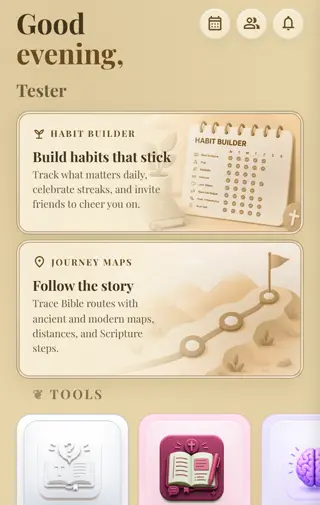 Good
evening,
Tester
HABIT BUILDER
Build habits that stick
Track what matters daily,
celebrate streaks, and invite
friends to cheer you on.
HABIT BUILDER
JOURNEY MAPS
Follow the story
Trace Bible routes with
ancient and modern maps,
distances, and Scripture
steps.
TOOLS